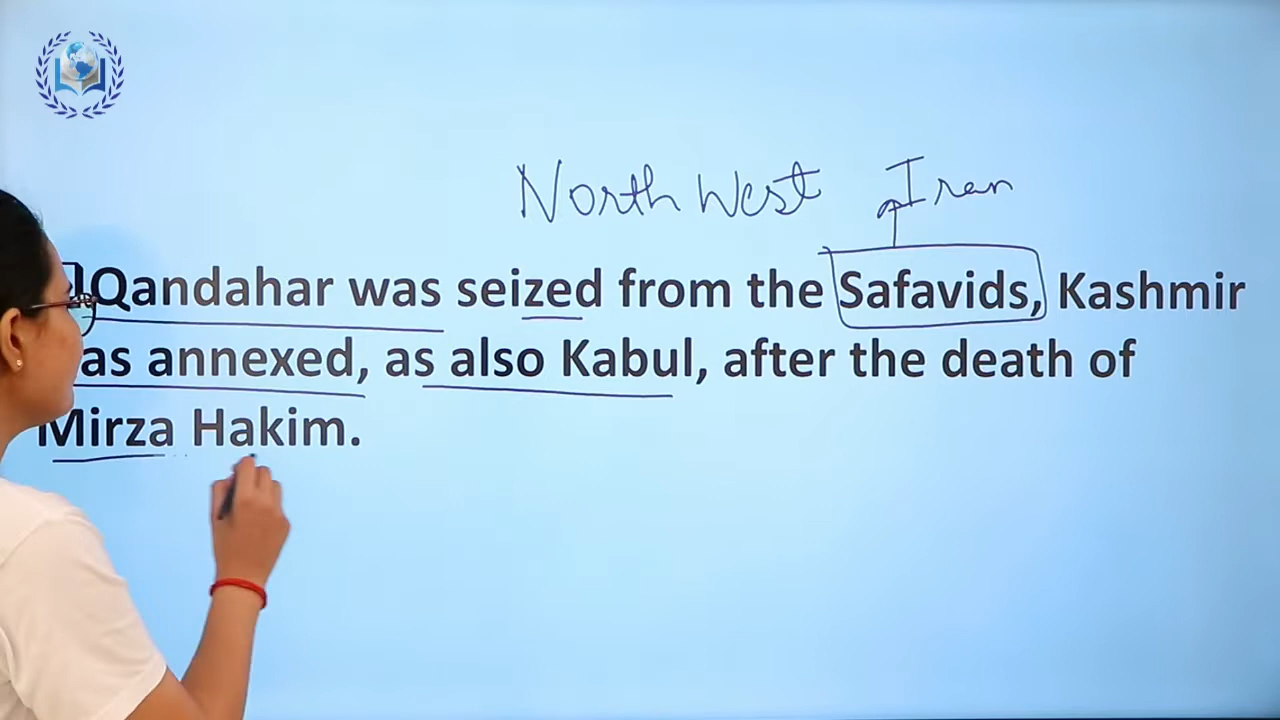 North West Iran
Qandahar was seized from the Safavids, Kashmir
as annexed, as also Kabul, after the death of
Mirza Hakim.